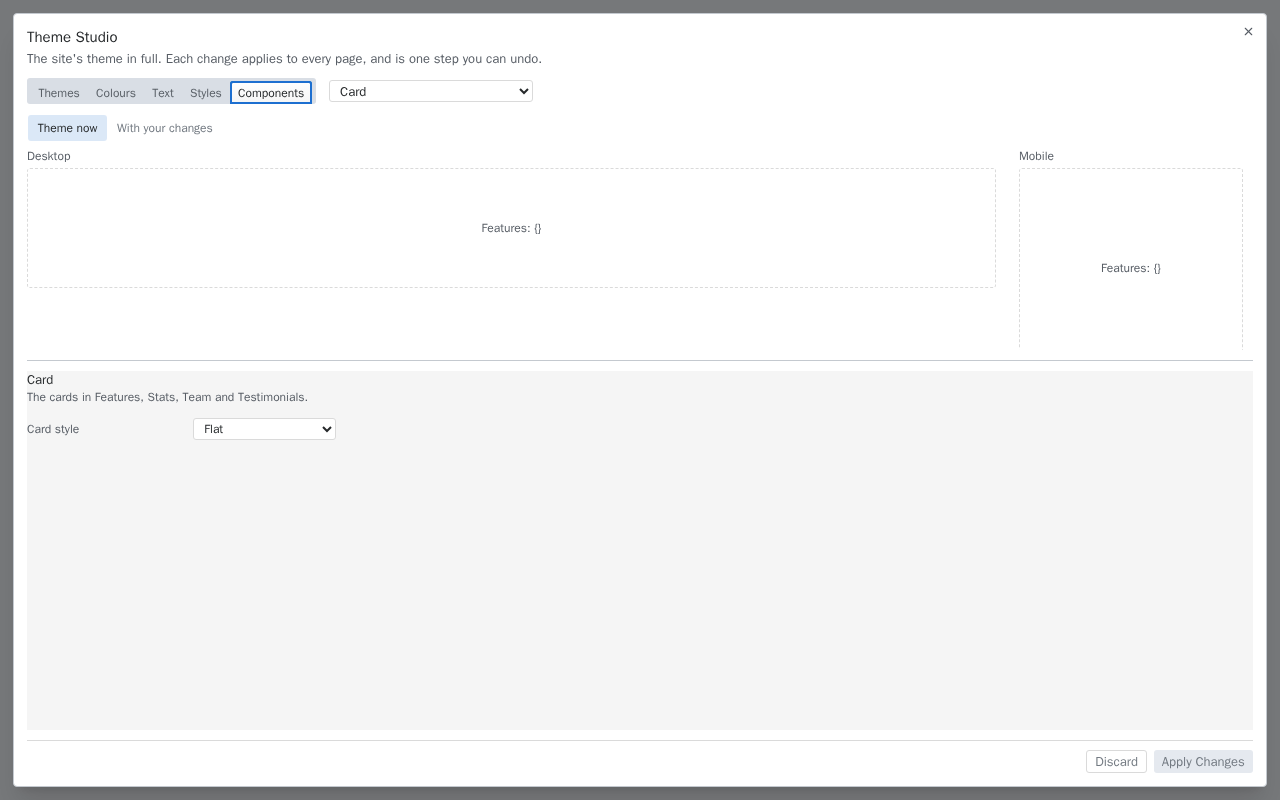 Theme Studio
×
The site's theme in full. Each change applies to every page, and is one step you can undo.
Themes Colours Text Styles Components Card
Theme now With your changes
Desktop Mobile
Features: {}
Features: {}
Card
The cards in Features, Stats, Team and Testimonials.
Card style Flat
Discard Apply Changes